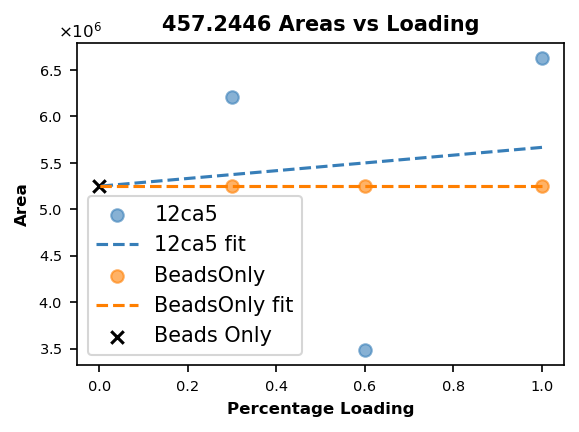 457.2446 Areas vs Loading
×10⁶
6.5
6.0
5.5
5.0
4.5
4.0
3.5
Area
12ca5
12ca5 fit
BeadsOnly
BeadsOnly fit
Beads Only
0.0 0.2 0.4 0.6 0.8 1.0
Percentage Loading